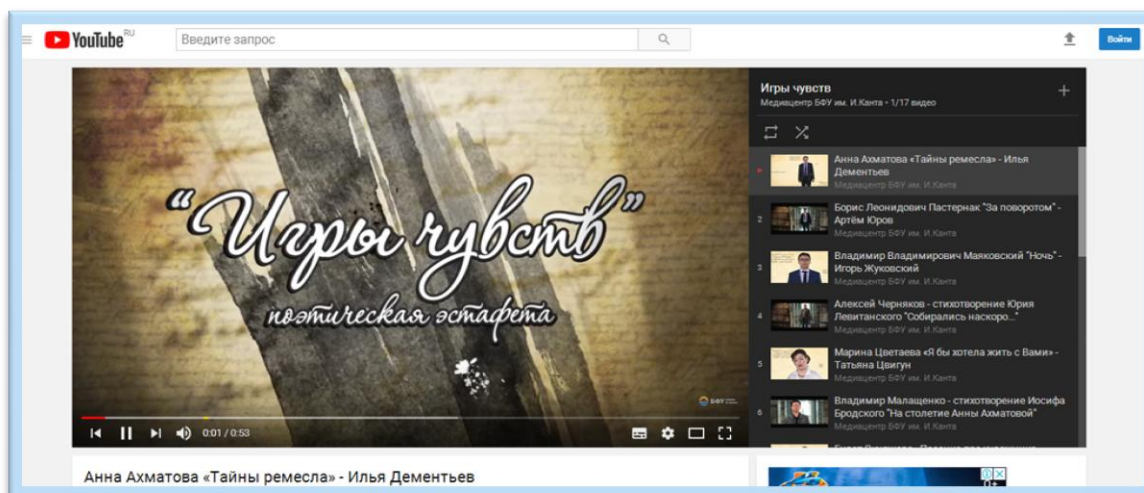 YouTube RU
Введите запрос
Войти
"Игры чувств"
поэтическая эстафета
БФУ
0:01 / 0:53
Игры чувств
Медиацентр БФУ им. И.Канта - 1/17 видео
Анна Ахматова «Тайны ремесла» - Илья
Дементьев
Медиацентр БФУ им. И.Канта
2
Борис Леонидович Пастернак "За поворотом" -
Артём Юров
Медиацентр БФУ им. И.Канта
3
Владимир Владимирович Маяковский "Ночь" -
Игорь Жуковский
Медиацентр БФУ им. И.Канта
4
Алексей Черняков - стихотворение Юрия
Левитанского "Собирались наскоро..."
Медиацентр БФУ им. И.Канта
5
Марина Цветаева «Я бы хотела жить с Вами» -
Татьяна Цвигун
Медиацентр БФУ им. И.Канта
6
Владимир Малащенко - стихотворение Иосифа
Бродского "На столетие Анны Ахматовой"
Медиацентр БФУ им. И.Канта
Анна Ахматова «Тайны ремесла» - Илья Дементьев